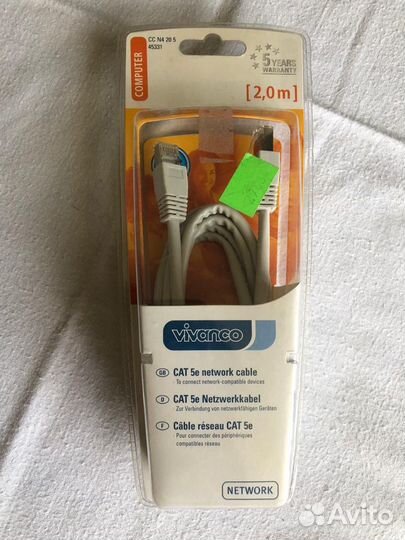 COMPUTER
CC N4 20 5
45331
5 YEARS
WARRANTY
[2,0m]
vivanco
GB CAT 5e network cable
· To connect network-compatible devices
D CAT 5e Netzwerkkabel
· Zur Verbindung von netzwerkfähigen Geräten
F Câble réseau CAT 5e
· Pour connecter des périphériques
compatibles réseau
NETWORK
Avito